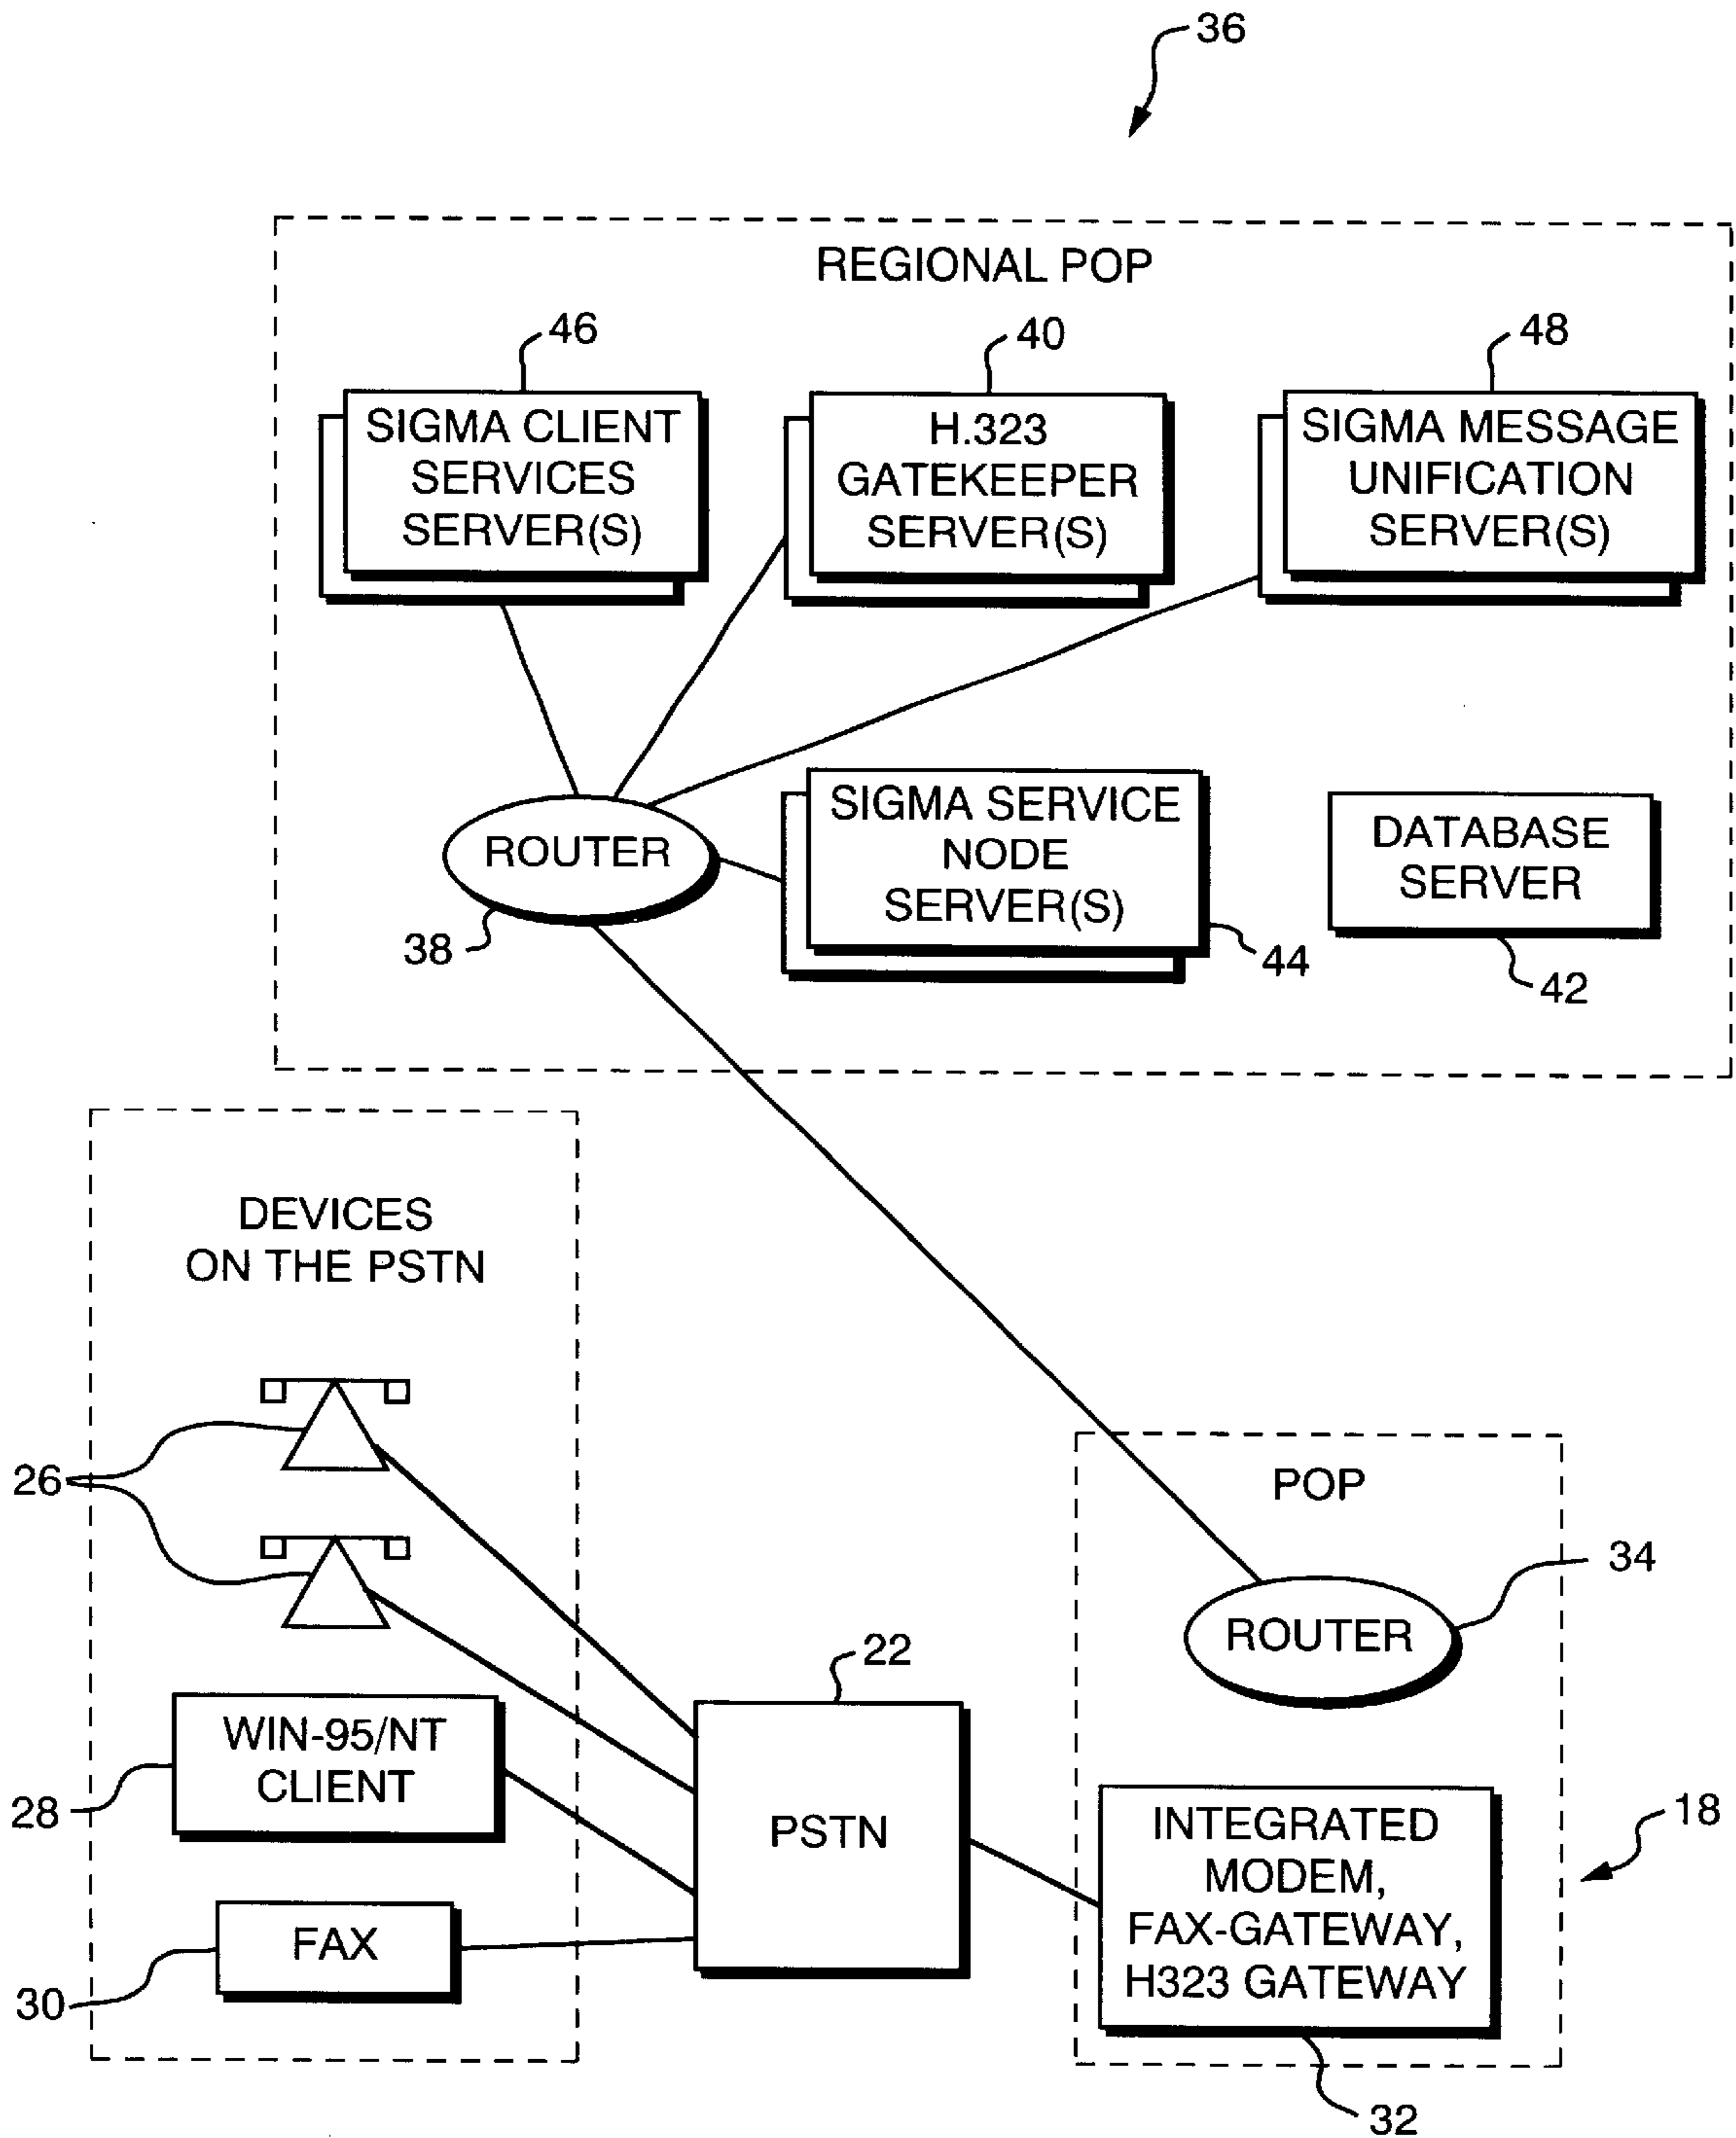 36
REGIONAL POP
46
40
48
SIGMA CLIENT
SERVICES
SERVER(S)
H.323
GATEKEEPER
SERVER(S)
SIGMA MESSAGE
UNIFICATION
SERVER(S)
ROUTER
38
SIGMA SERVICE
NODE
SERVER(S)
44
DATABASE
SERVER
42
DEVICES
ON THE PSTN
26
WIN-95/NT
CLIENT
28
FAX
30
22
PSTN
POP
34
ROUTER
18
INTEGRATED
MODEM,
FAX-GATEWAY,
H323 GATEWAY
32